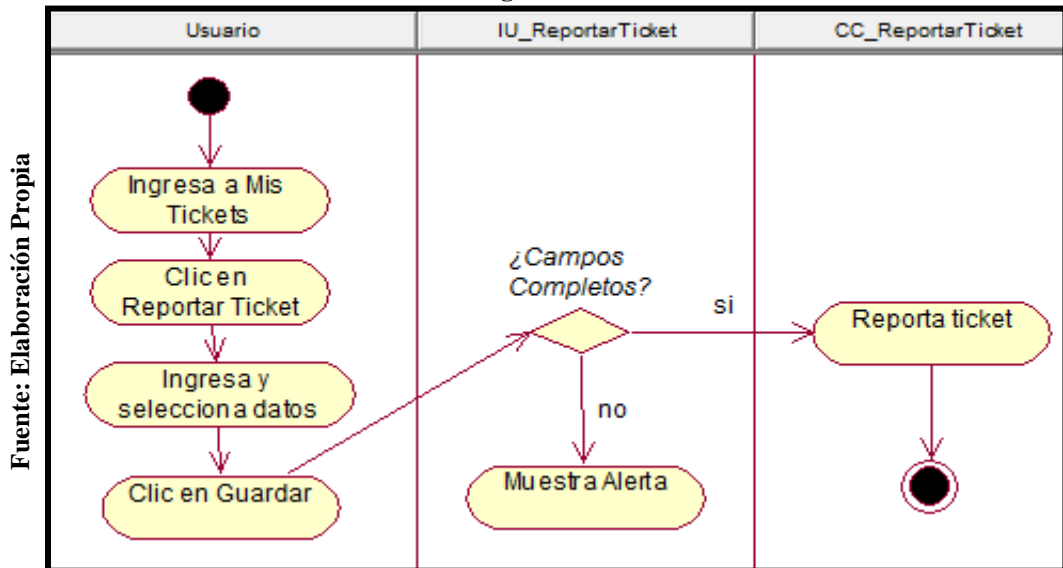 Usuario
IU_ReportarTicket
CC_ReportarTicket
Ingresa a Mis
Tickets
Clic en
Reportar Ticket
Ingresa y
selecciona datos
Clic en Guardar
¿Campos
Completos?
si
no
Muestra Alerta
Reporta ticket
Fuente: Elaboración Propia